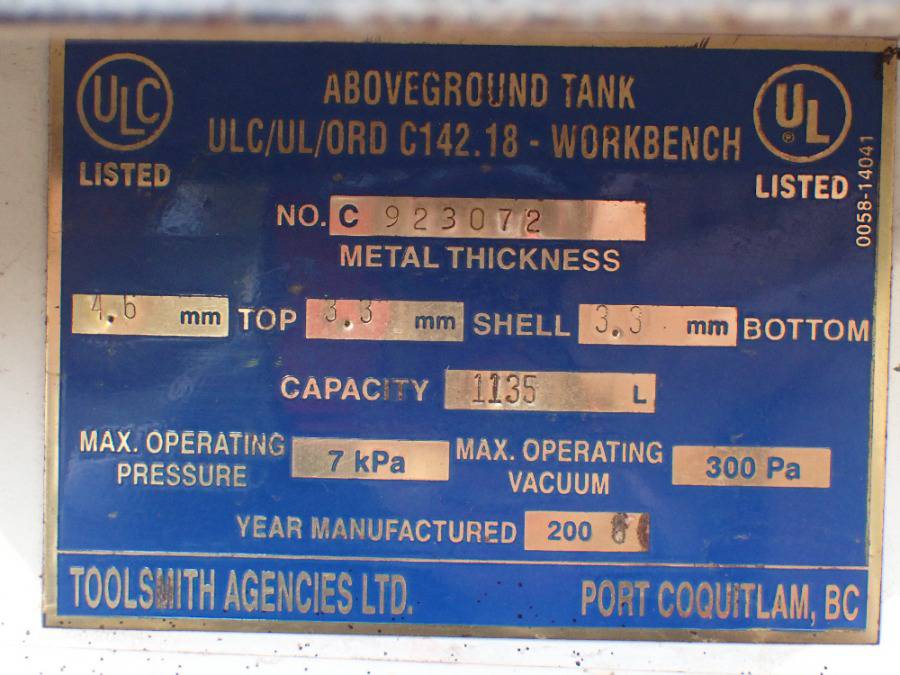 ULC
LISTED
ABOVEGROUND TANK
ULC/UL/ORD C142.18 - WORKBENCH
UL
®
LISTED
0058-14041
NO. C 923072
METAL THICKNESS
4.6 mm TOP 3.3 mm SHELL 3.3 mm BOTTOM
CAPACITY 1135 L
MAX. OPERATING PRESSURE 7 kPa
MAX. OPERATING VACUUM 300 Pa
YEAR MANUFACTURED 200
TOOLSMITH AGENCIES LTD.
PORT COQUITLAM, BC